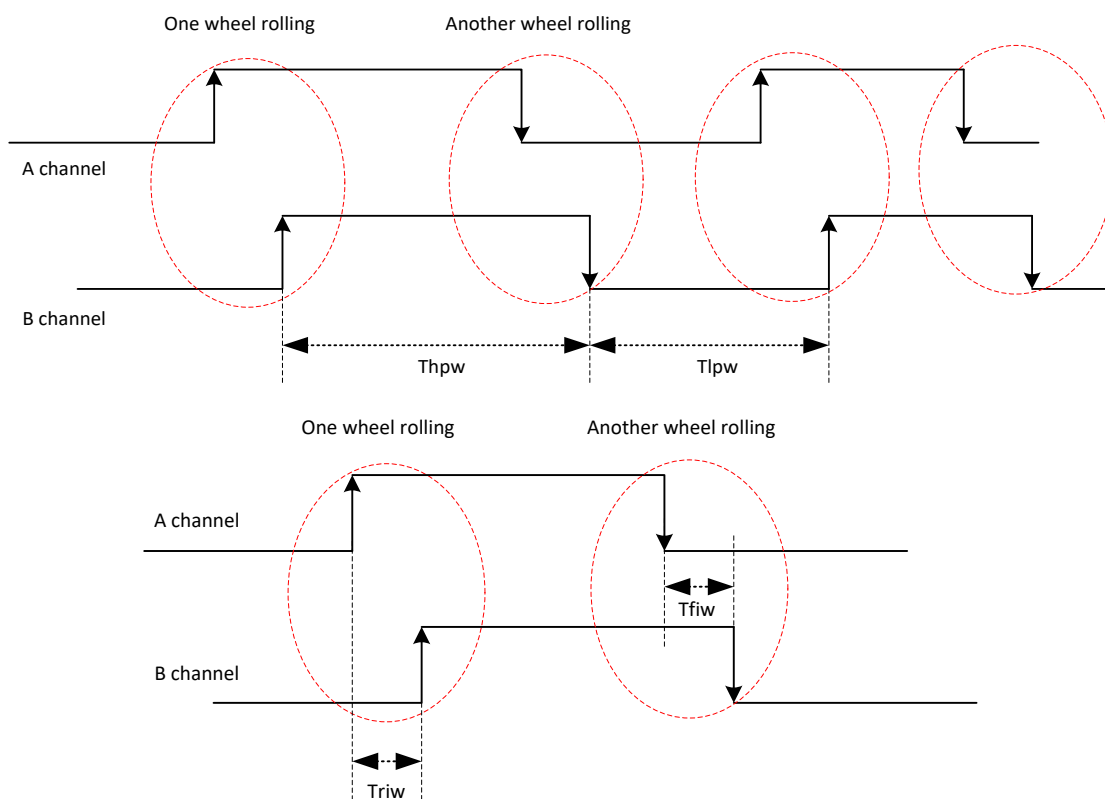 One wheel rolling
Another wheel rolling
A channel
B channel
Thpw
Tlpw
One wheel rolling
Another wheel rolling
A channel
Tfiw
B channel
Triw